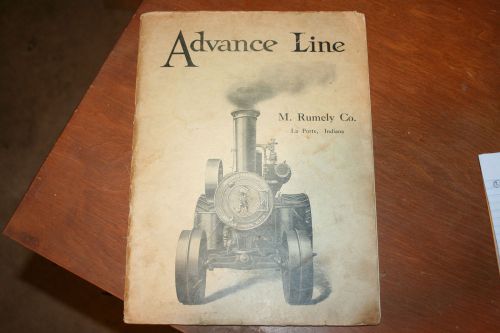 Advance Line
M. Rumely Co.
La Porte, Indiana